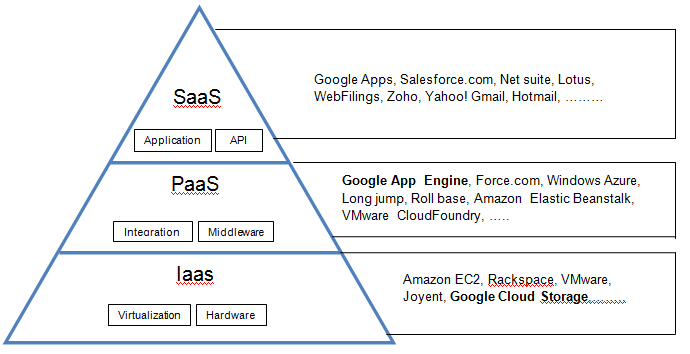 SaaS
Application
API
Google Apps, Salesforce.com, Net suite, Lotus,
WebFilings, Zoho, Yahoo! Gmail, Hotmail, ………
PaaS
Integration
Middleware
Google App Engine, Force.com, Windows Azure,
Long jump, Roll base, Amazon Elastic Beanstalk,
VMware CloudFoundry, …..
Iaas
Virtualization
Hardware
Amazon EC2, Rackspace, VMware,
Joyent, Google Cloud Storage………